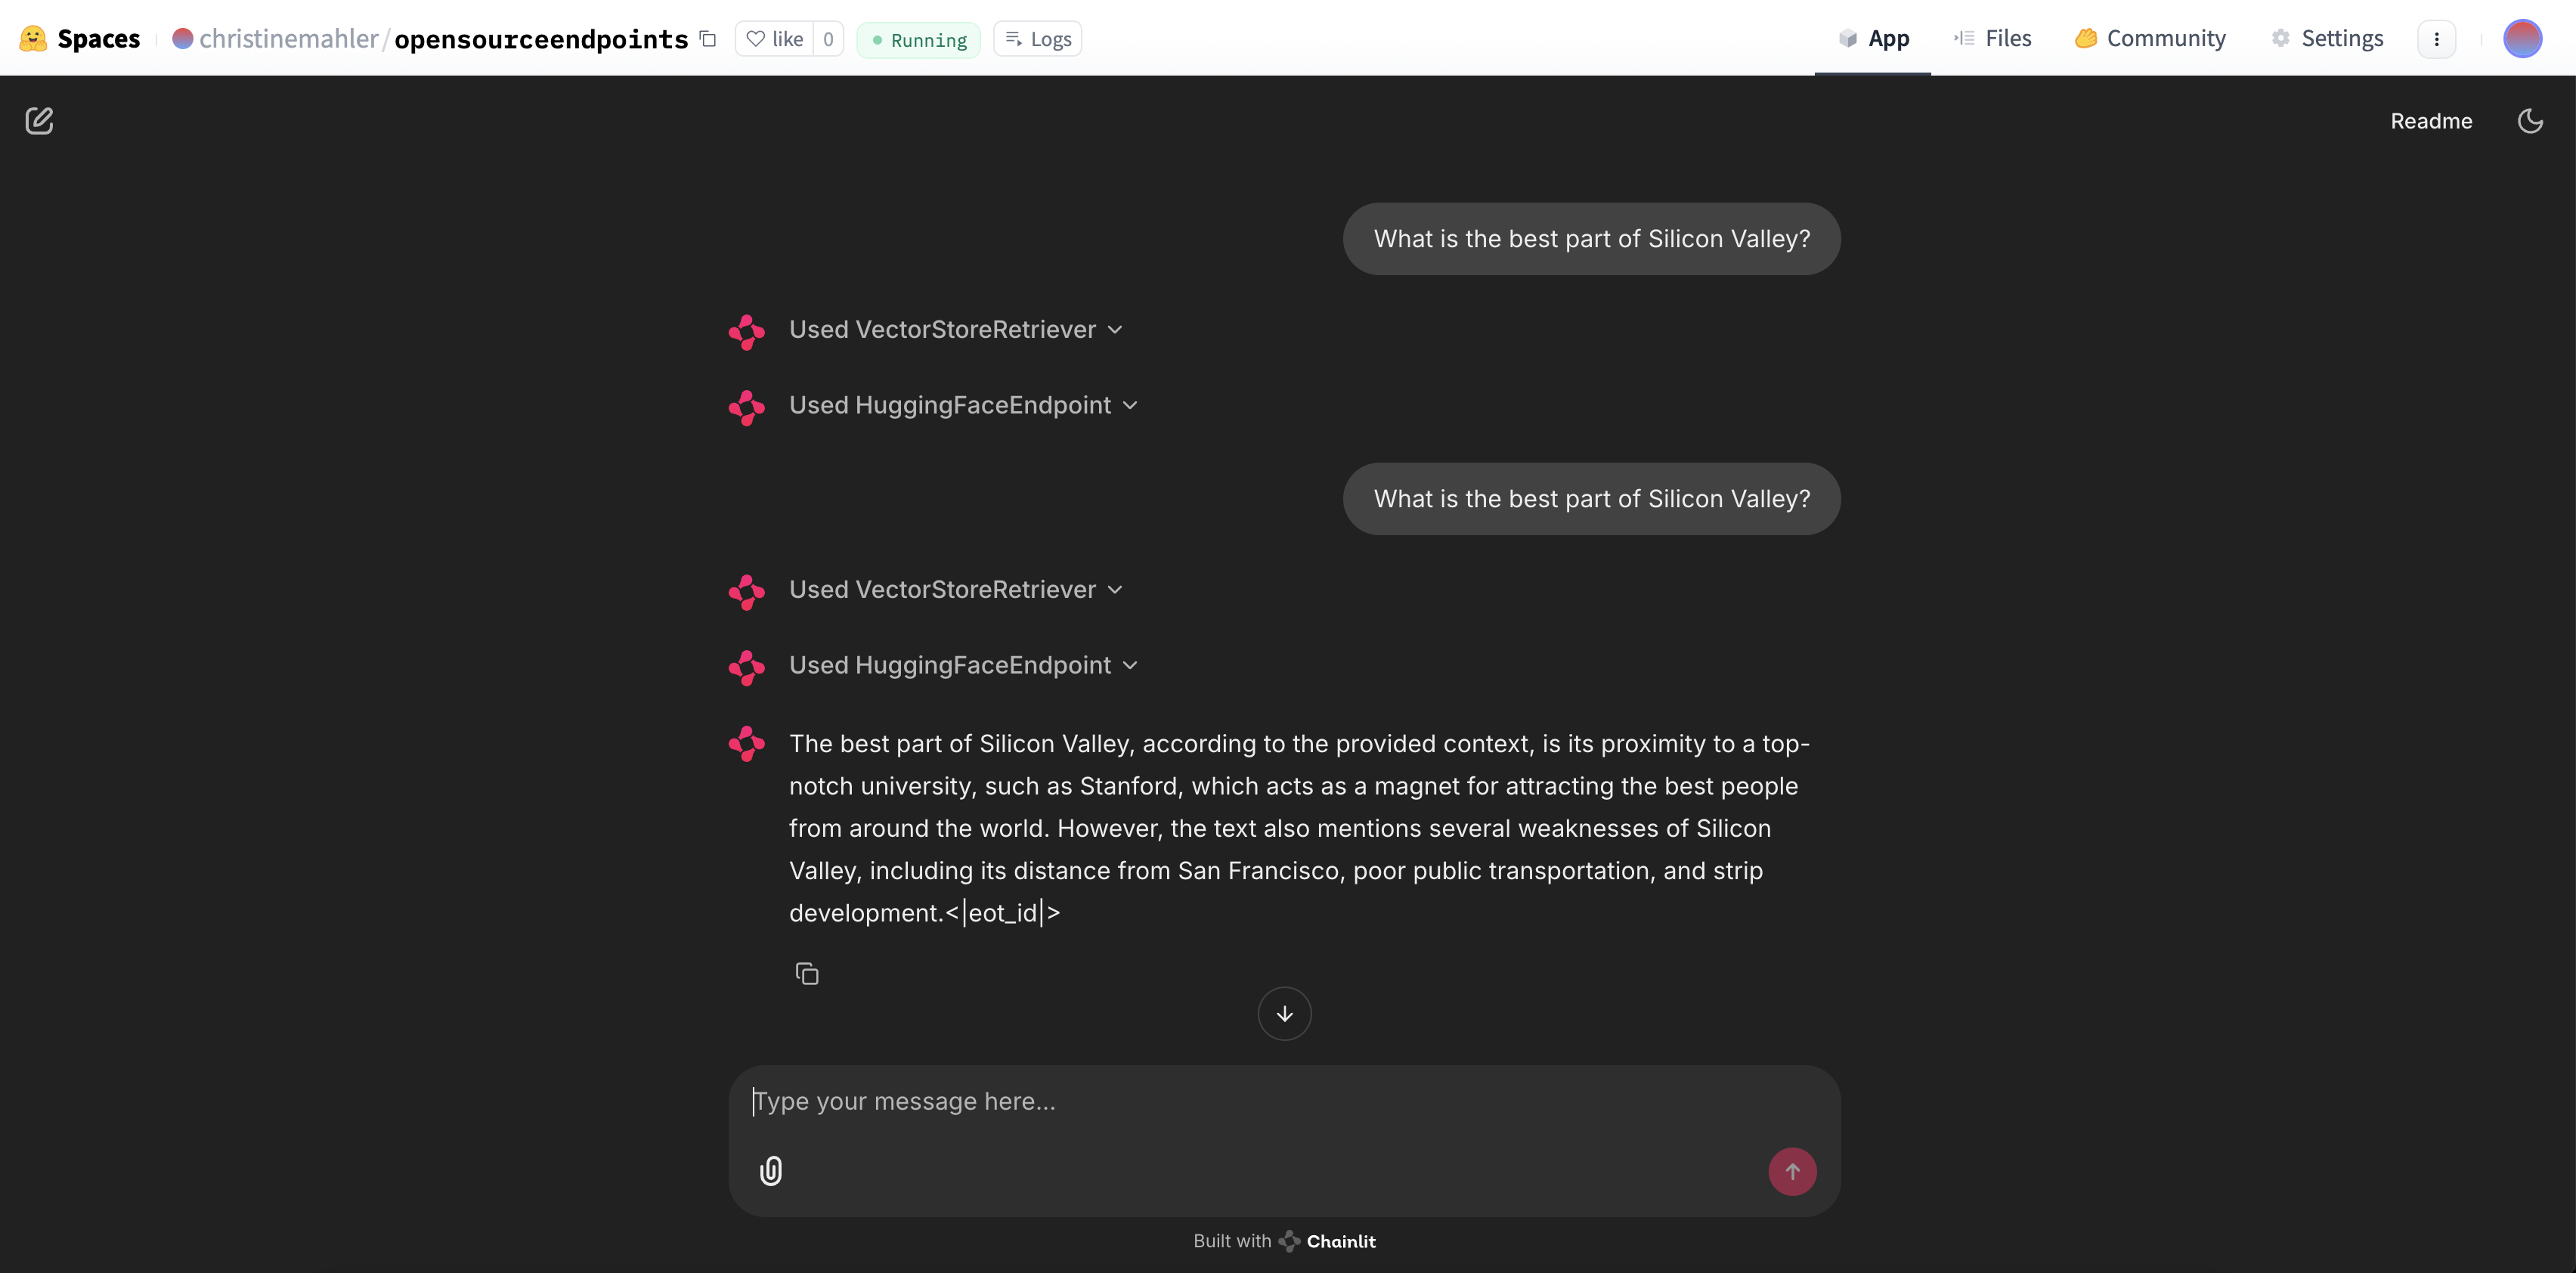 Spaces christinemahler/opensourceendpoints like 0 Running Logs App Files Community Settings
Readme
What is the best part of Silicon Valley?
Used VectorStoreRetriever
Used HuggingFaceEndpoint
What is the best part of Silicon Valley?
Used VectorStoreRetriever
Used HuggingFaceEndpoint
The best part of Silicon Valley, according to the provided context, is its proximity to a top-
notch university, such as Stanford, which acts as a magnet for attracting the best people
from around the world. However, the text also mentions several weaknesses of Silicon
Valley, including its distance from San Francisco, poor public transportation, and strip
development.<|eot_id|>
Type your message here...
Built with Chainlit